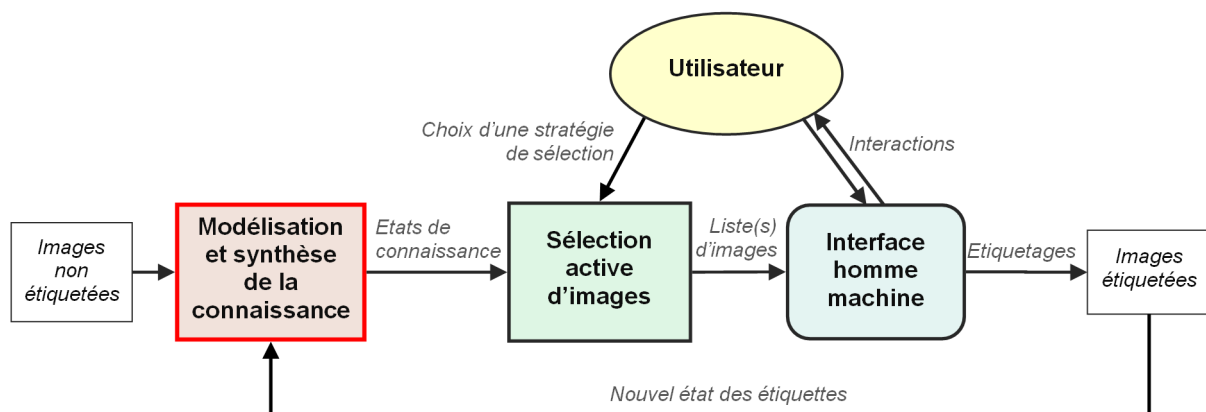 Utilisateur
Choix d'une stratégie
de sélection
Interactions
Images
non
étiquetées
Modélisation
et synthèse
de la
connaissance
Etats de
connaissance
Sélection
active
d'images
Liste(s)
d'images
Interface
homme
machine
Etiquetages
Images
étiquetées
Nouvel état des étiquettes